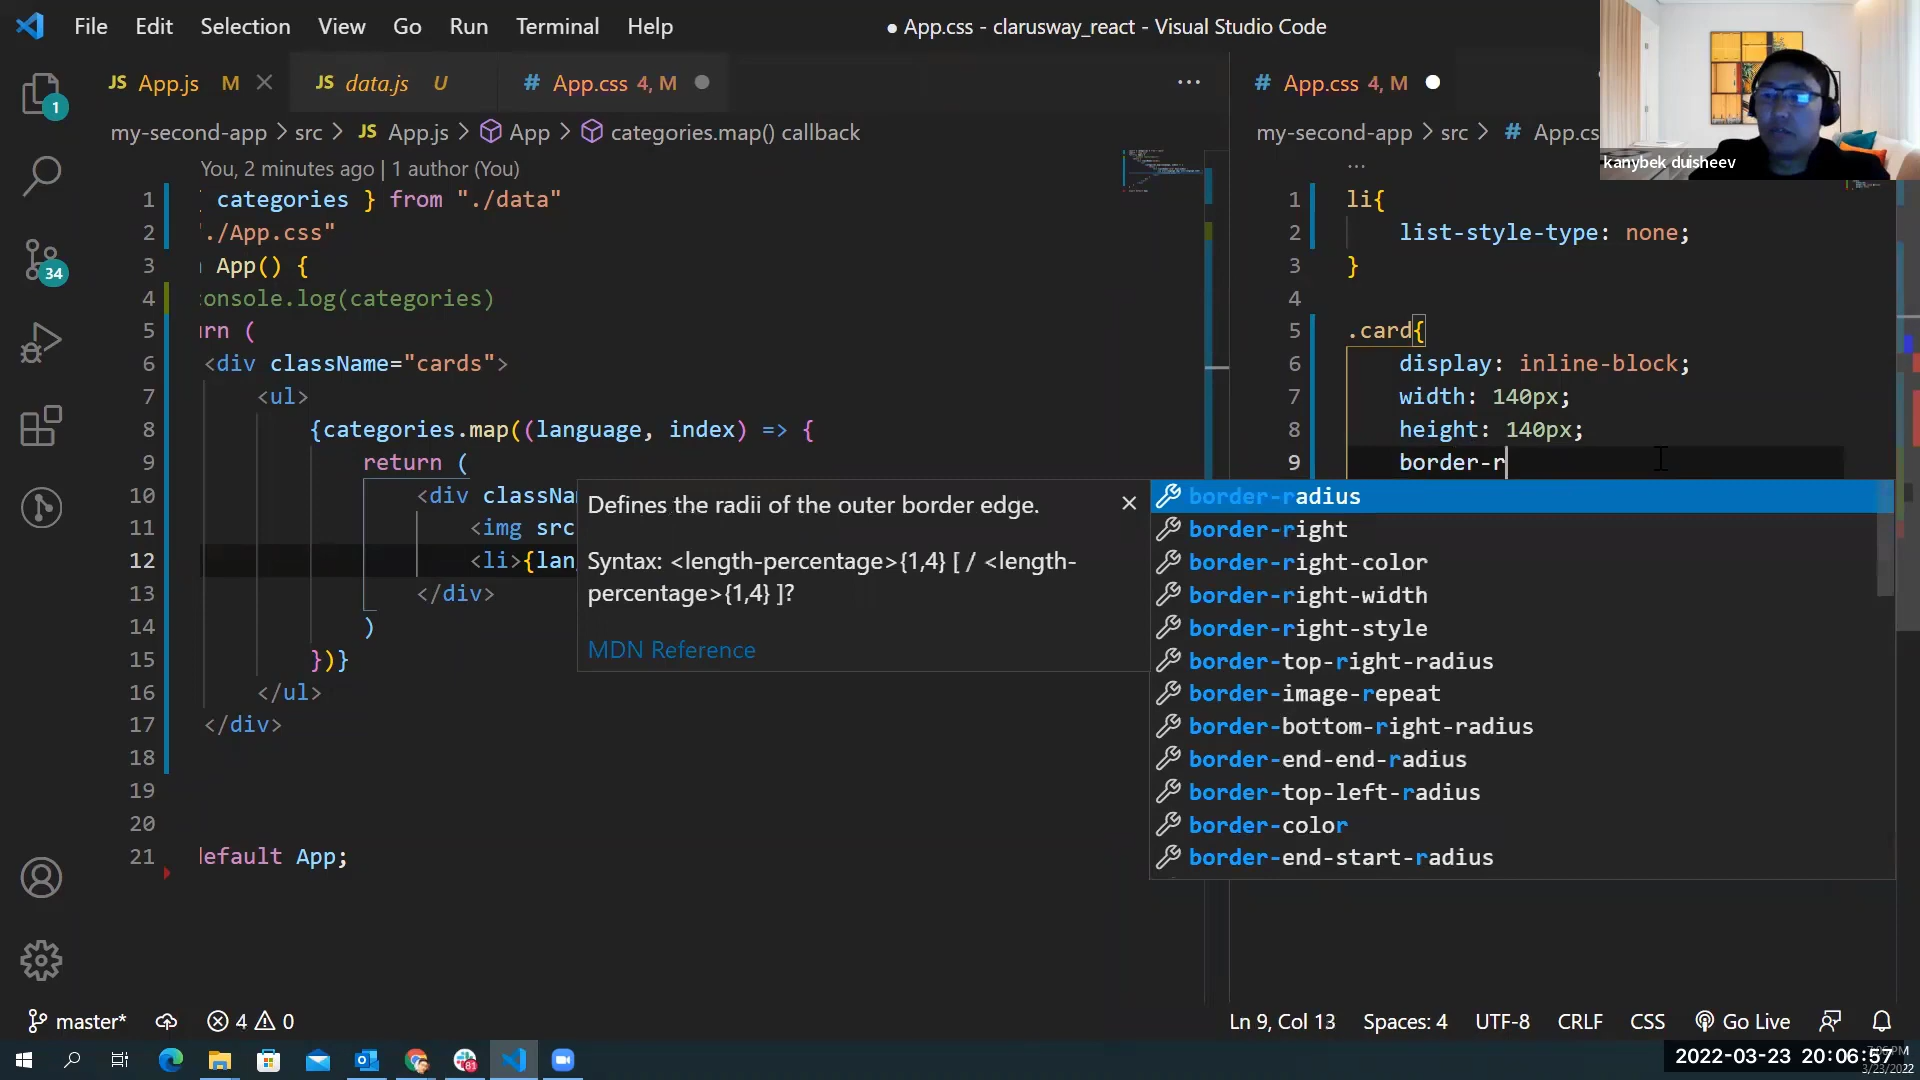 File Edit Selection View Go Run Terminal Help
● App.css - clarusway_react - Visual Studio Code
JS App.js M
JS data.js U
# App.css 4, M
# App.css 4, M
my-second-app > src > JS App.js > App > categories.map() callback
my-second-app > src > # App.cs
kanybek duisheev
You, 2 minutes ago | 1 author (You)
1 categories } from "./data"
2 "./App.css"
3 App() {
4 console.log(categories)
5 urn (
6 <div className="cards">
7 <ul>
8 {categories.map((language, index) => {
9 return (
10 <div classNa
11 <img src
12 <li>{lan
13 </div>
14 )
15 })}
16 </ul>
17 </div>
18
19
20
21 default App;
Defines the radii of the outer border edge.
Syntax: <length-percentage>{1,4} [ / <length-
percentage>{1,4} ]?
MDN Reference
...
1 li{
2 list-style-type: none;
3 }
4
5 .card{
6 display: inline-block;
7 width: 140px;
8 height: 140px;
9 border-r
border-radius
border-right
border-right-color
border-right-width
border-right-style
border-top-right-radius
border-image-repeat
border-bottom-right-radius
border-end-end-radius
border-top-left-radius
border-color
border-end-start-radius
1
34
master* 4 0
Ln 9, Col 13 Spaces: 4 UTF-8 CRLF CSS Go Live
81
2022-03-23 20:06:57
3/23/2022